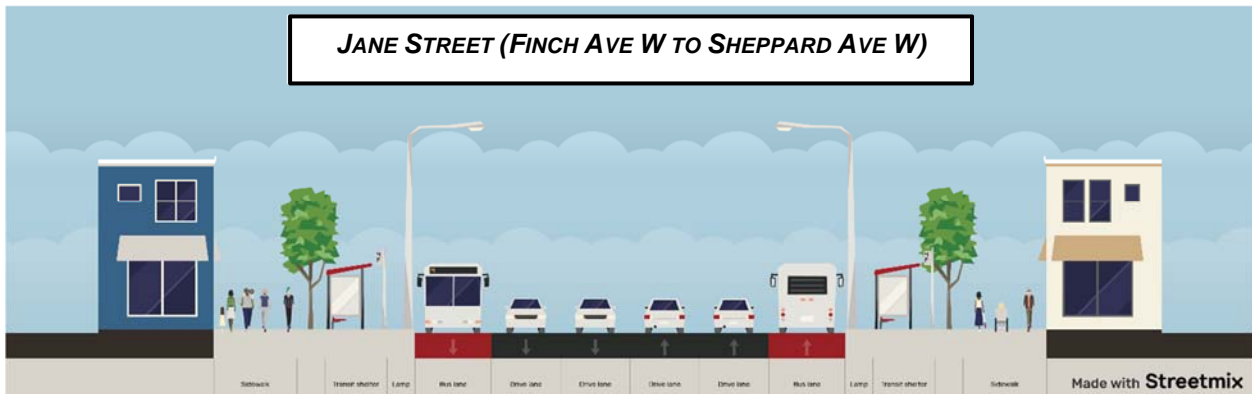 JANE STREET (FINCH AVE W TO SHEPPARD AVE W)
Sidewalk Transit shelter Lamp Bus lane Drive lane Drive lane Drive lane Drive lane Bus lane Lamp Transit shelter Sidewalk
Made with Streetmix